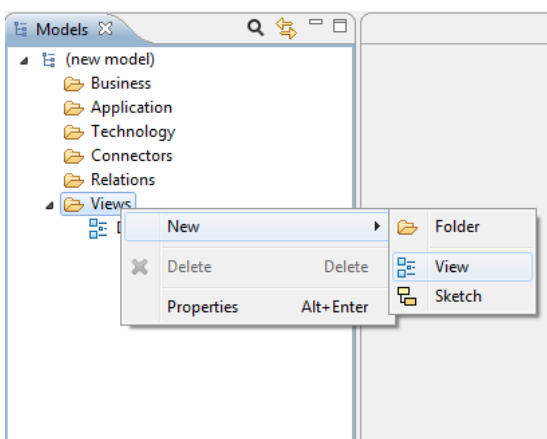 Models
(new model)
Business
Application
Technology
Connectors
Relations
Views
New
Delete Delete
Properties Alt+Enter
Folder
View
Sketch